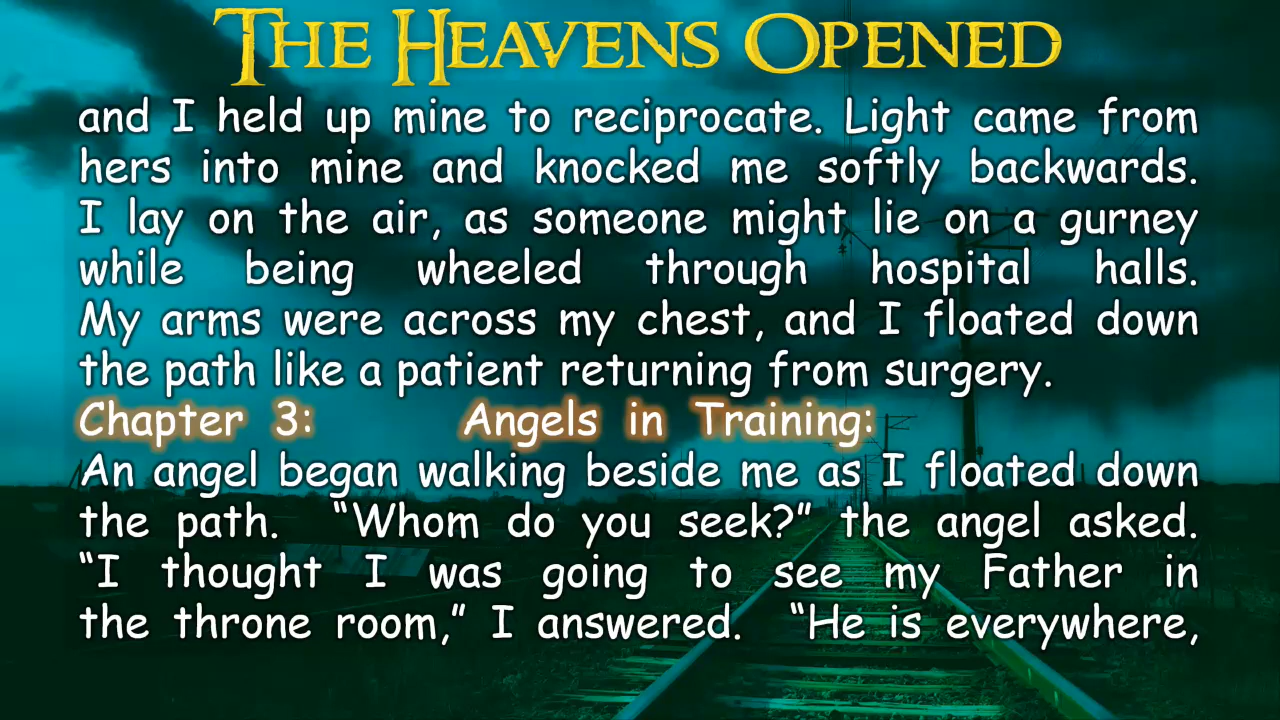 THE HEAVENS OPENED
and I held up mine to reciprocate. Light came from
hers into mine and knocked me softly backwards.
I lay on the air, as someone might lie on a gurney
while being wheeled through hospital halls.
My arms were across my chest, and I floated down
the path like a patient returning from surgery.
Chapter 3: Angels in Training:
An angel began walking beside me as I floated down
the path. “Whom do you seek?” the angel asked.
“I thought I was going to see my Father in
the throne room,” I answered. “He is everywhere,